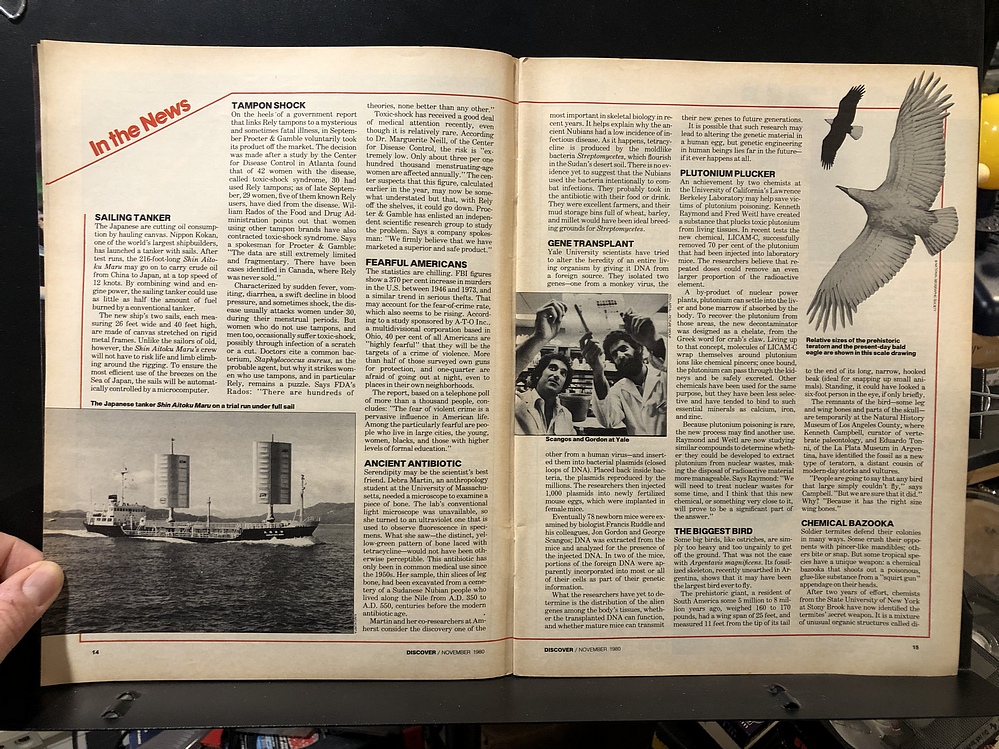 In the News
SAILING TANKER
The Japanese are cutting oil consump-
tion by hauling canvas. Nippon Kokan,
one of the world's largest shipbuilders,
has launched a tanker with sails. After
test runs, the 216-foot-long Shin Aito-
ku Maru may go on to carry crude oil
from China to Japan, at a top speed of
12 knots. By combining wind and en-
gine power, the sailing tanker could use
as little as half the amount of fuel
burned by a conventional tanker.
The new ship's two sails, each mea-
suring 26 feet wide and 40 feet high,
are made of canvas stretched on rigid
metal frames. Unlike the sailors of old,
however, the Shin Aitoku Maru's crew
will not have to risk life and limb climb-
ing around the rigging. To ensure the
most efficient use of the breezes on the
Sea of Japan, the sails will be automat-
ically controlled by a microcomputer.
The Japanese tanker Shin Aitoku Maru on a trial run under full sail
TAMPON SHOCK
On the heels of a government report
that links Rely tampons to a mysterious
and sometimes fatal illness, in Septem-
ber Procter & Gamble voluntarily took
its product off the market. The decision
was made after a study by the Center
for Disease Control in Atlanta found
that of 42 women with the disease,
called toxic-shock syndrome, 30 had
used Rely tampons; as of late Septem-
ber, 29 women, five of them known Rely
users, have died from the disease. Wil-
liam Rados of the Food and Drug Ad-
ministration points out that women
using other tampon brands have also
contracted toxic-shock syndrome. Says
a spokesman for Procter & Gamble:
"The data are still extremely limited
and fragmentary. There have been
cases identified in Canada, where Rely
was never sold."
Characterized by sudden fever, vom-
iting, diarrhea, a swift decline in blood
pressure, and sometimes shock, the dis-
ease usually attacks women under 30,
during their menstrual periods. But
women who do not use tampons, and
men too, occasionally suffer toxic-shock,
possibly through infection of a scratch
or a cut. Doctors cite a common bac-
terium, Staphylococcus aureus, as the
probable agent, but why it strikes wom-
en who use tampons, and in particular
Rely, remains a puzzle. Says FDA's
Rados: "There are hundreds of
theories, none better than any other."
Toxic-shock has received a good deal
of medical attention recently, even
though it is relatively rare. According
to Dr. Marguerite Neill, of the Center
for Disease Control, the risk is "ex-
tremely low. Only about three per one
hundred thousand menstruating-age
women are affected annually." The cen-
ter suspects that this figure, calculated
earlier in the year, may now be some-
what understated but that, with Rely
off the shelves, it could go down. Proc-
ter & Gamble has enlisted an indepen-
dent scientific research group to study
the problem. Says a company spokes-
man: "We firmly believe that we have
marketed a superior and safe product."
FEARFUL AMERICANS
The statistics are chilling. FBI figures
show a 370 per cent increase in murders
in the U.S. between 1946 and 1973, and
a similar trend in serious thefts. That
may account for the fear-of-crime rate,
which also seems to be rising. Accord-
ing to a study sponsored by A-T-O Inc.,
a multidivisional corporation based in
Ohio, 40 per cent of all Americans are
"highly fearful" that they will be the
targets of a crime of violence. More
than half of those surveyed own guns
for protection, and one-quarter are
afraid of going out at night, even to
places in their own neighborhoods.
The report, based on a telephone poll
of more than a thousand people, con-
cludes: "The fear of violent crime is a
pervasive influence in American life.
Among the particularly fearful are peo-
ple who live in large cities, the young,
women, blacks, and those with higher
levels of formal education."
ANCIENT ANTIBIOTIC
Serendipity may be the scientist's best
friend. Debra Martin, an anthropology
student at the University of Massachu-
setts, needed a microscope to examine a
piece of bone. The lab's conventional
light microscope was unavailable, so
she turned to an ultraviolet one that is
used to observe fluorescence in speci-
mens. What she saw—the distinct, yel-
low-green pattern of bone laced with
tetracycline—would not have been oth-
erwise perceptible. This antibiotic has
only been in common medical use since
the 1950s. Her sample, thin slices of leg
bone, had been excavated from a ceme-
tery of a Sudanese Nubian people who
lived along the Nile from A.D. 350 to
A.D. 550, centuries before the modern
antibiotic age.
Martin and her co-researchers at Am-
herst consider the discovery one of the
14
DISCOVER / NOVEMBER 1980
most important in skeletal biology in re-
cent years. It helps explain why the an-
cient Nubians had a low incidence of in-
fectious disease. As it happens, tetracy-
cline is produced by the moldlike
bacteria Streptomycetes, which flourish
in the Sudan's desert soil. There is no ev-
idence yet to suggest that the Nubians
used the bacteria intentionally to com-
bat infections. They probably took in
the antibiotic with their food or drink.
They were excellent farmers, and their
mud storage bins full of wheat, barley,
and millet would have been ideal breed-
ing grounds for Streptomycetes.
GENE TRANSPLANT
Yale University scientists have tried
to alter the heredity of an entire liv-
ing organism by giving it DNA from
a foreign source. They isolated two
genes—one from a monkey virus, the
Scangos and Gordon at Yale
other from a human virus—and insert-
ed them into bacterial plasmids (closed
loops of DNA). Placed back inside bac-
teria, the plasmids reproduced by the
millions. The researchers then injected
1,000 plasmids into newly fertilized
mouse eggs, which were implanted in
female mice.
Eventually 78 newborn mice were ex-
amined by biologist Francis Ruddle and
his colleagues, Jon Gordon and George
Scangos; DNA was extracted from the
mice and analyzed for the presence of
the injected DNA. In two of the mice,
portions of the foreign DNA were ap-
parently incorporated into most or all
of their cells as part of their genetic
information.
What the researchers have yet to de-
termine is the distribution of the alien
genes among the body's tissues, wheth-
er the transplanted DNA can function,
and whether mature mice can transmit
their new genes to future generations.
It is possible that such research may
lead to altering the genetic material in
a human egg, but genetic engineering
in human beings lies far in the future—
if it ever happens at all.
PLUTONIUM PLUCKER
An achievement by two chemists at
the University of California's Lawrence
Berkeley Laboratory may help save vic-
tims of plutonium poisoning. Kenneth
Raymond and Fred Weitl have created
a substance that plucks toxic plutonium
from living tissues. In recent tests the
new chemical, LICAM-C, successfully
removed 70 per cent of the plutonium
that had been injected into laboratory
mice. The researchers believe that re-
peated doses could remove an even
larger proportion of the radioactive
element.
A by-product of nuclear power
plants, plutonium can settle into the liv-
er and bone marrow if absorbed by the
body. To recover the plutonium from
those areas, the new decontaminator
was designed as a chelate, from the
Greek word for crab's claw. Living up
to that concept, molecules of LICAM-C
wrap themselves around plutonium
ions like chemical pincers; once bound,
the plutonium can pass through the kid-
neys and be safely excreted. Other
chemicals have been used for the same
purpose, but they have been less selec-
tive and have tended to bind to such
essential minerals as calcium, iron,
and zinc.
Because plutonium poisoning is rare,
the new process may find another use.
Raymond and Weitl are now studying
similar compounds to determine wheth-
er they could be developed to extract
plutonium from nuclear wastes, mak-
ing the disposal of radioactive material
more manageable. Says Raymond: "We
will need to treat nuclear wastes for
some time, and I think that this new
chemical, or something very close to it,
will prove to be a significant part of
the answer."
THE BIGGEST BIRD
Some big birds, like ostriches, are sim-
ply too heavy and too ungainly to get
off the ground. That was not the case
with Argentavis magnificens. Its fossil-
ized skeleton, recently unearthed in Ar-
gentina, shows that it may have been
the largest bird ever to fly.
The prehistoric giant, a resident of
South America some 5 million to 8 mil-
lion years ago, weighed 160 to 170
pounds, had a wing span of 25 feet, and
measured 11 feet from the tip of its tail
Relative sizes of the prehistoric
teratorn and the present-day bald
eagle are shown in this scale drawing
to the end of its long, narrow, hooked
beak (ideal for snapping up small ani-
mals). Standing, it could have looked a
six-foot person in the eye, if only briefly.
The remnants of the bird—some leg
and wing bones and parts of the skull—
are temporarily at the Natural History
Museum of Los Angeles County, where
Kenneth Campbell, curator of verte-
brate paleontology, and Eduardo Ton-
ni, of the La Plata Museum in Argen-
tina, have identified the fossil as a new
type of teratorn, a distant cousin of
modern-day storks and vultures.
"People are going to say that any bird
that large simply couldn't fly," says
Campbell. "But we are sure that it did."
Why? "Because it has the right size
wing bones."
CHEMICAL BAZOOKA
Soldier termites defend their colonies
in many ways. Some crush their oppo-
nents with pincer-like mandibles; oth-
ers bite or snap. But some tropical spe-
cies have a unique weapon: a chemical
bazooka that shoots out a poisonous,
glue-like substance from a "squirt gun"
appendage on their heads.
After two years of effort, chemists
from the State University of New York
at Stony Brook have now identified the
termites' secret weapon. It is a mixture
of unusual organic structures called di-
DISCOVER / NOVEMBER 1980
15